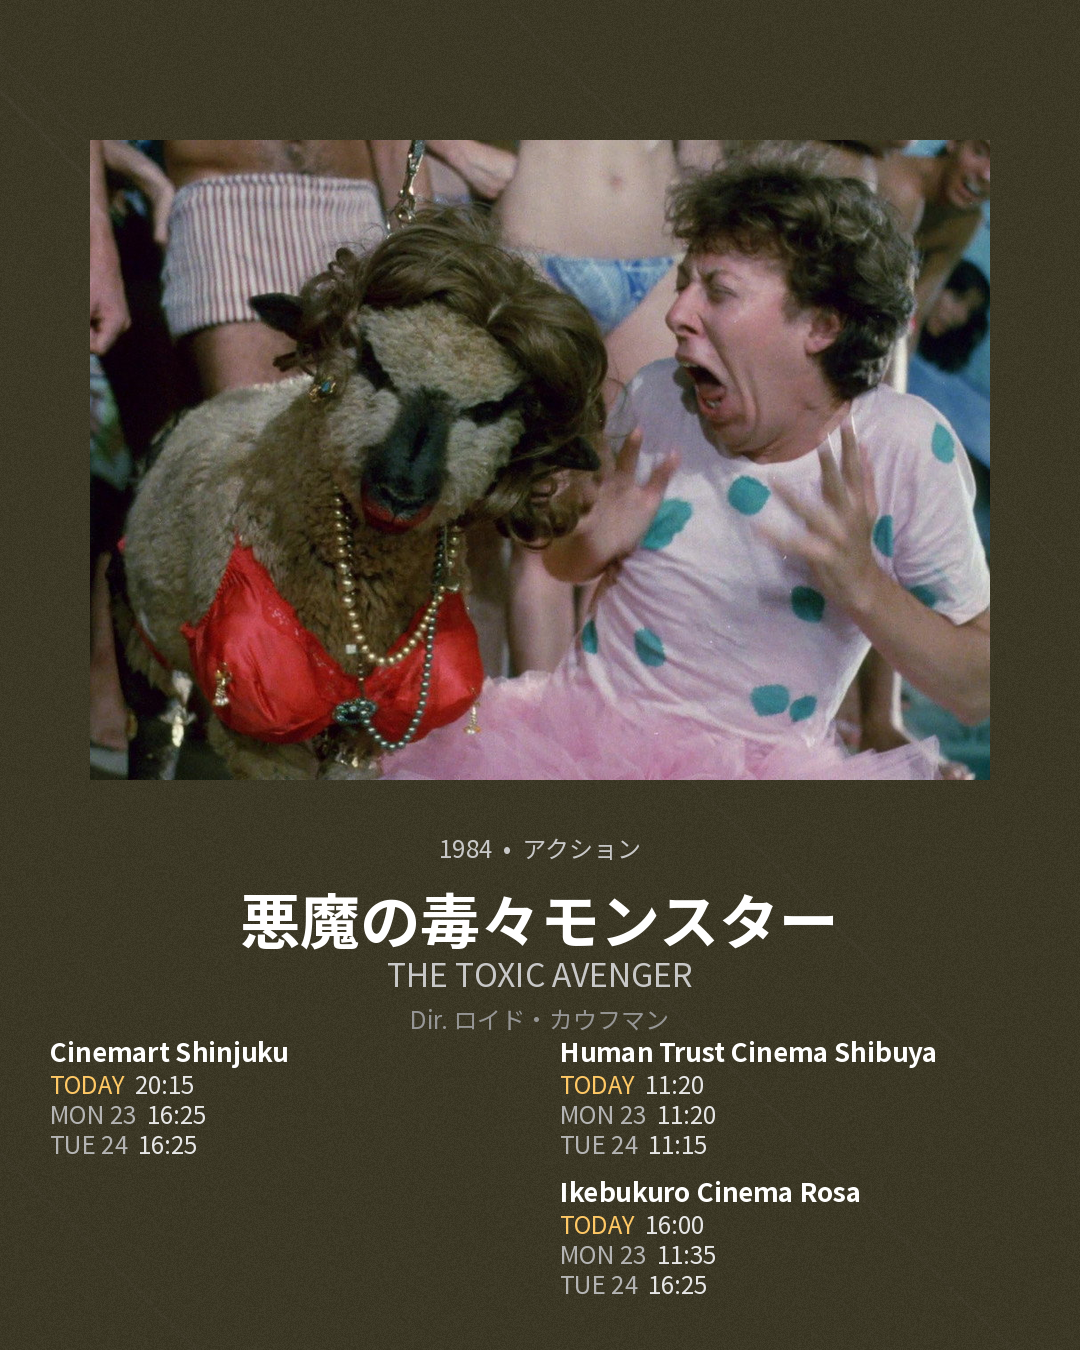 1984 • アクション
悪魔の毒々モンスター
THE TOXIC AVENGER
Dir. ロイド・カウフマン
Cinemart Shinjuku
TODAY 20:15
MON 23 16:25
TUE 24 16:25
Human Trust Cinema Shibuya
TODAY 11:20
MON 23 11:20
TUE 24 11:15
Ikebukuro Cinema Rosa
TODAY 16:00
MON 23 11:35
TUE 24 16:25